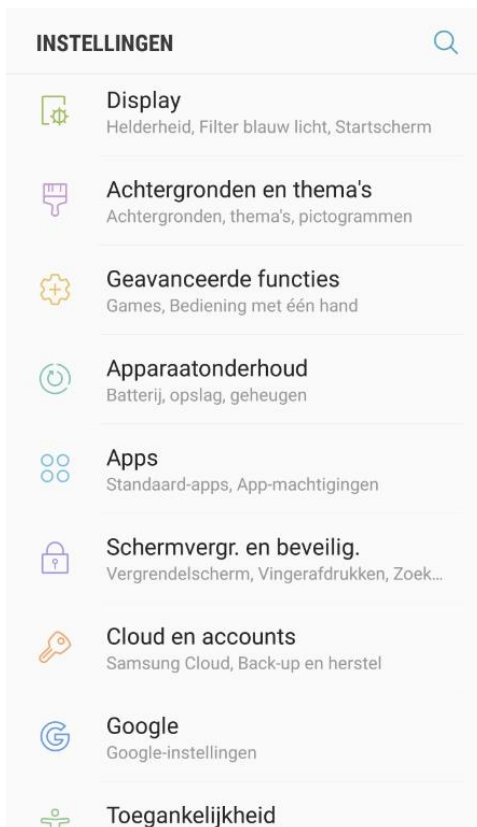 INSTELLINGEN
Display
Helderheid, Filter blauw licht, Startscherm
Achtergronden en thema's
Achtergronden, thema's, pictogrammen
Geavanceerde functies
Games, Bediening met één hand
Apparaatonderhoud
Batterij, opslag, geheugen
Apps
Standaard-apps, App-machtigingen
Schermvergr. en beveilig.
Vergrendelscherm, Vingerafdrukken, Zoek...
Cloud en accounts
Samsung Cloud, Back-up en herstel
Google
Google-instellingen
Toegankelijkheid